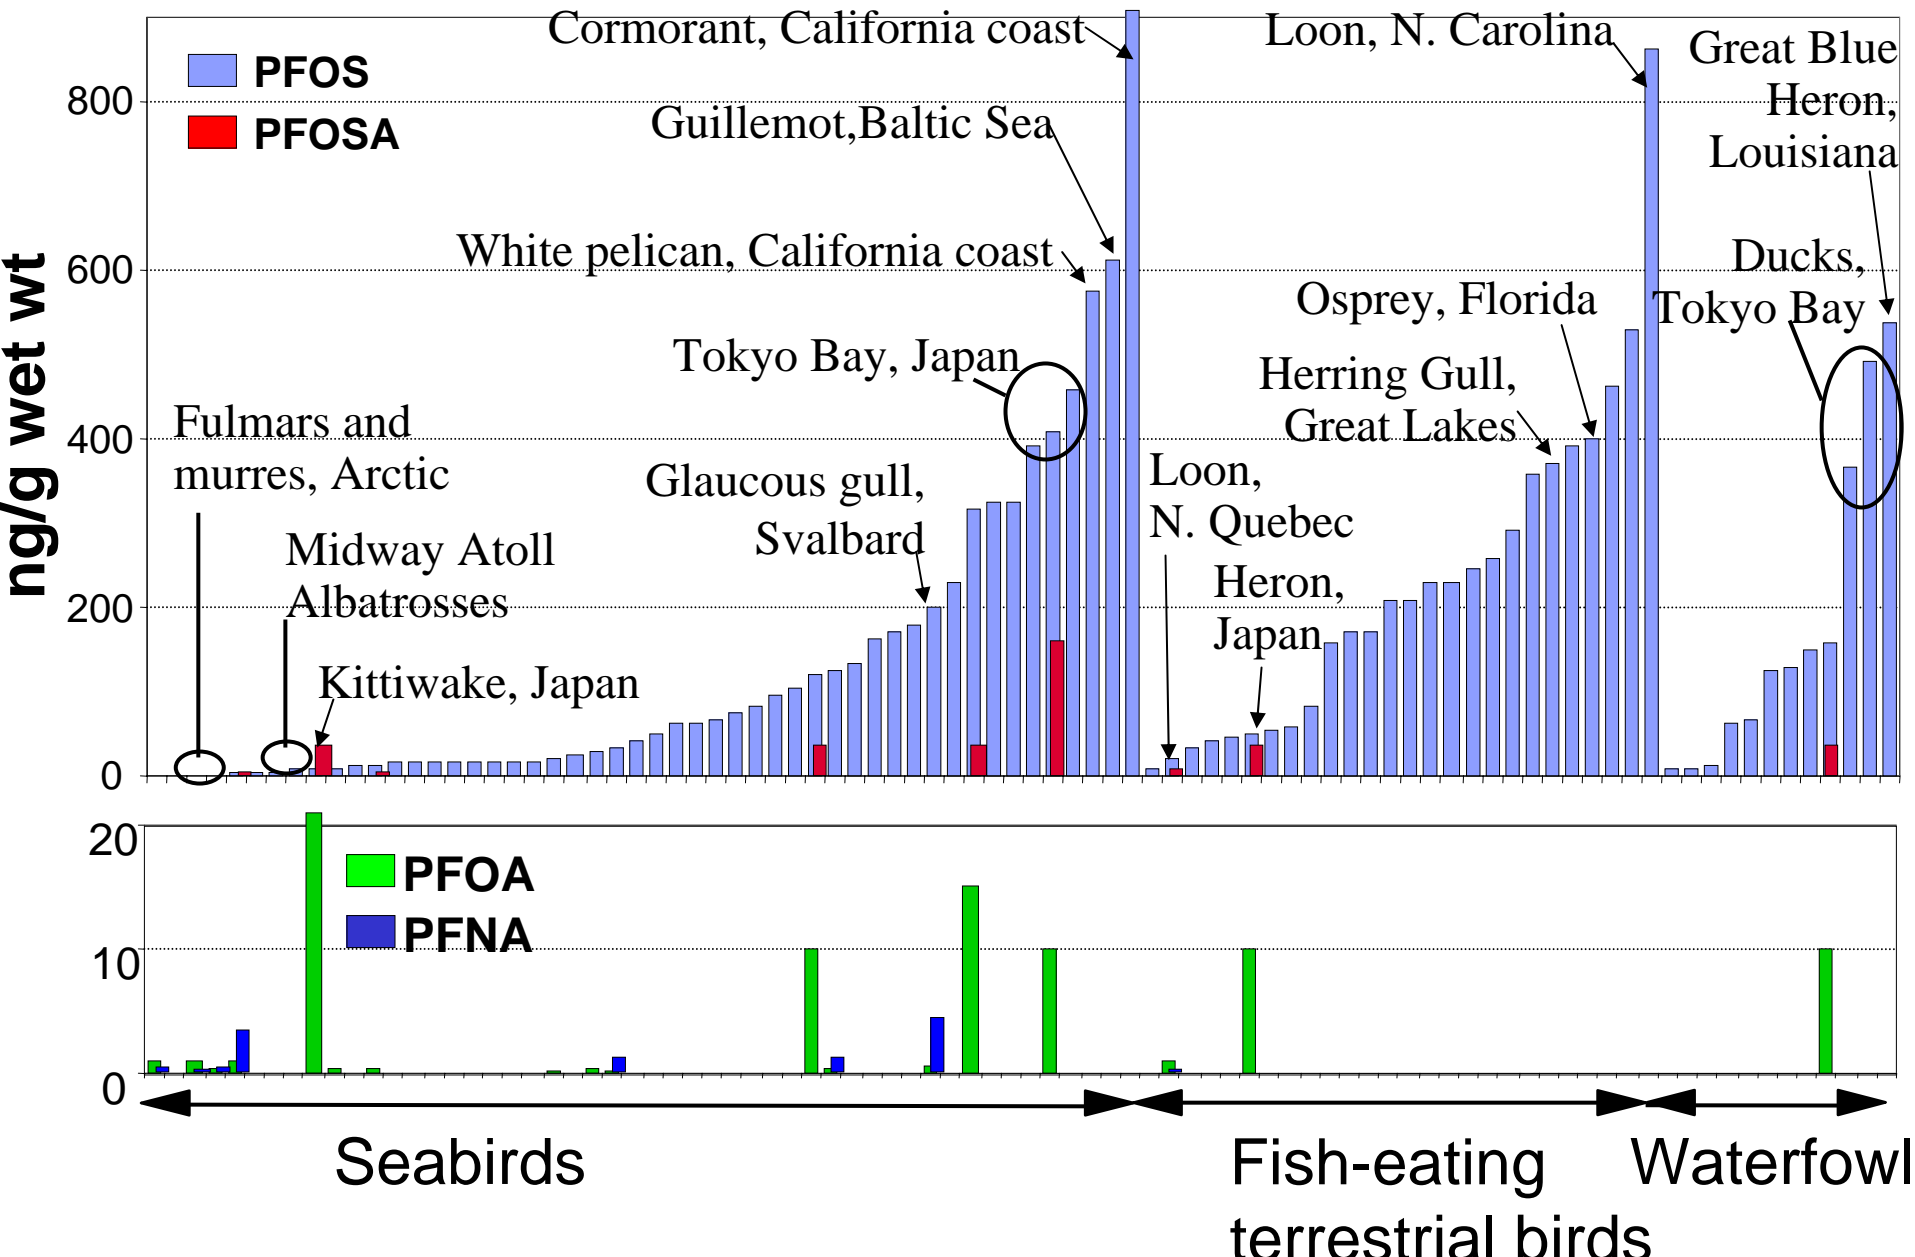 Cormorant, California coast
Loon, N. Carolina
Great Blue
Heron,
Louisiana
PFOS
PFOSA
Guillemot,Baltic Sea
White pelican, California coast
Ducks,
Tokyo Bay
Osprey, Florida
Tokyo Bay, Japan
Herring Gull,
Great Lakes
Fulmars and
murres, Arctic
Glaucous gull,
Svalbard
Loon,
N. Quebec
Midway Atoll
Albatrosses
Heron,
Japan
Kittiwake, Japan
ng/g wet wt
800
600
400
200
0
PFOA
PFNA
20
10
0
Seabirds
Fish-eating
terrestrial birds
Waterfowl